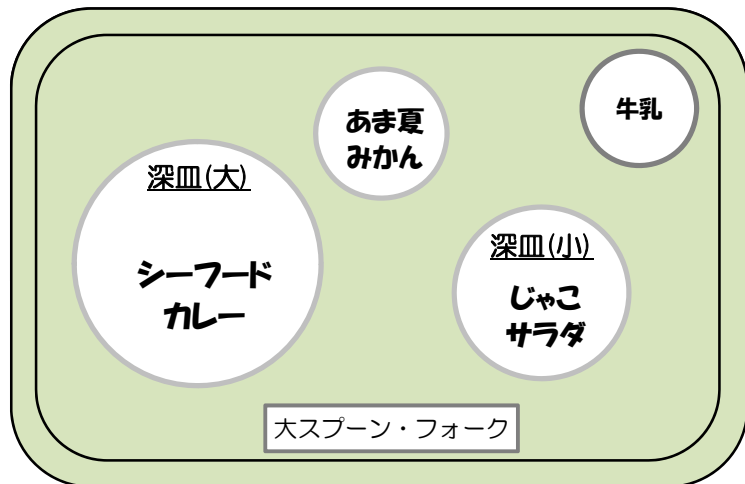 あま夏
みかん
牛乳
深皿(大)
シーフード
カレー
深皿(小)
じゃこ
サラダ
大スプーン・フォーク